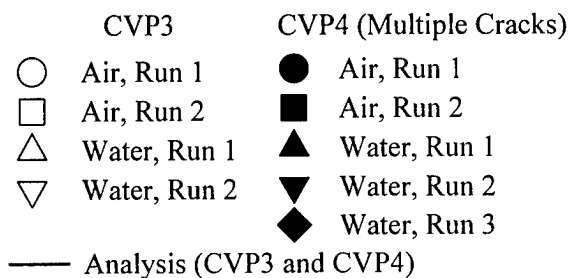 CVP3 CVP4 (Multiple Cracks)
Air, Run 1 Air, Run 1
Air, Run 2 Air, Run 2
Water, Run 1 Water, Run 1
Water, Run 2 Water, Run 2
Water, Run 3
Analysis (CVP3 and CVP4)